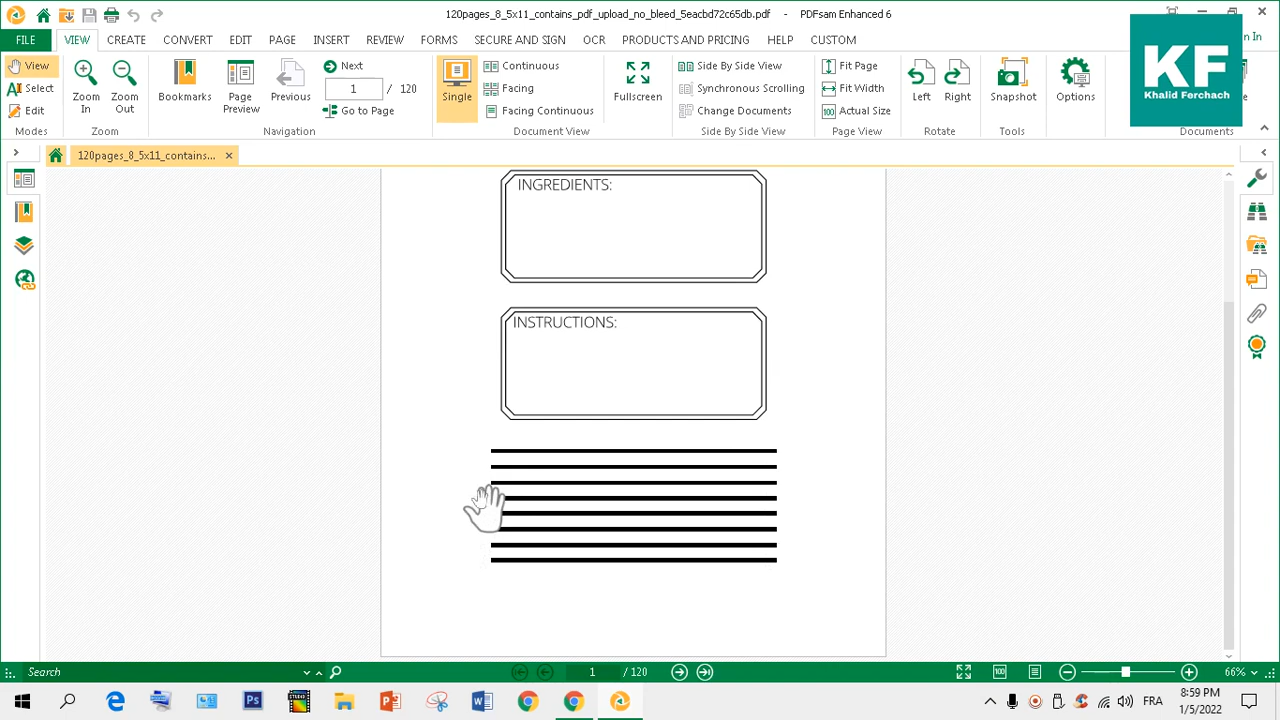 120pages_8_5x11_contains_pdf_upload_no_bleed_5eacbd72c65db.pdf - PDFsam Enhanced 6
FILE VIEW CREATE CONVERT EDIT PAGE INSERT REVIEW FORMS SECURE AND SIGN OCR PRODUCTS AND PRICING HELP CUSTOM In
View
Select
Edit
Modes
Zoom In
Zoom Out
Zoom
Bookmarks
Page Preview
Previous
Next
1 / 120
Go to Page
Navigation
Single
Continuous
Facing
Facing Continuous
Document View
Fullscreen
Side By Side View
Synchronous Scrolling
Change Documents
Side By Side View
Fit Page
Fit Width
100 Actual Size
Page View
Left
Right
Rotate
Snapshot
Tools
Options
KF
Khalid Ferchach
Documents
120pages_8_5x11_contains...
INGREDIENTS:
INSTRUCTIONS:
Search
1 / 120
100
66%
Ps
STUDIO
FRA
8:59 PM
1/5/2022